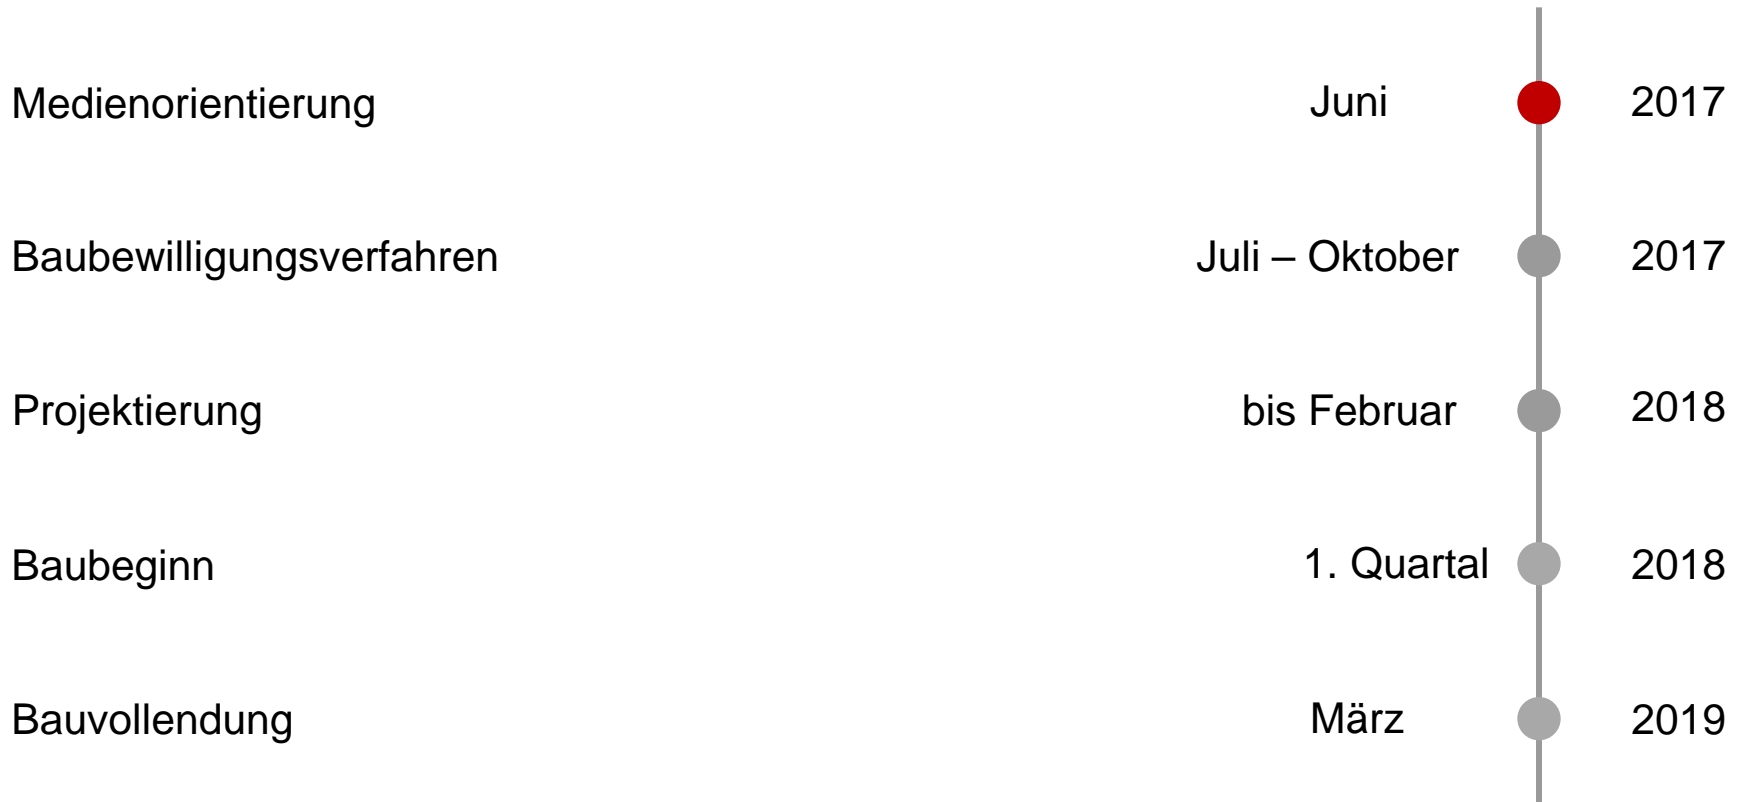 Medienorientierung Juni 2017
Baubewilligungsverfahren Juli – Oktober 2017
Projektierung bis Februar 2018
Baubeginn 1. Quartal 2018
Bauvollendung März 2019